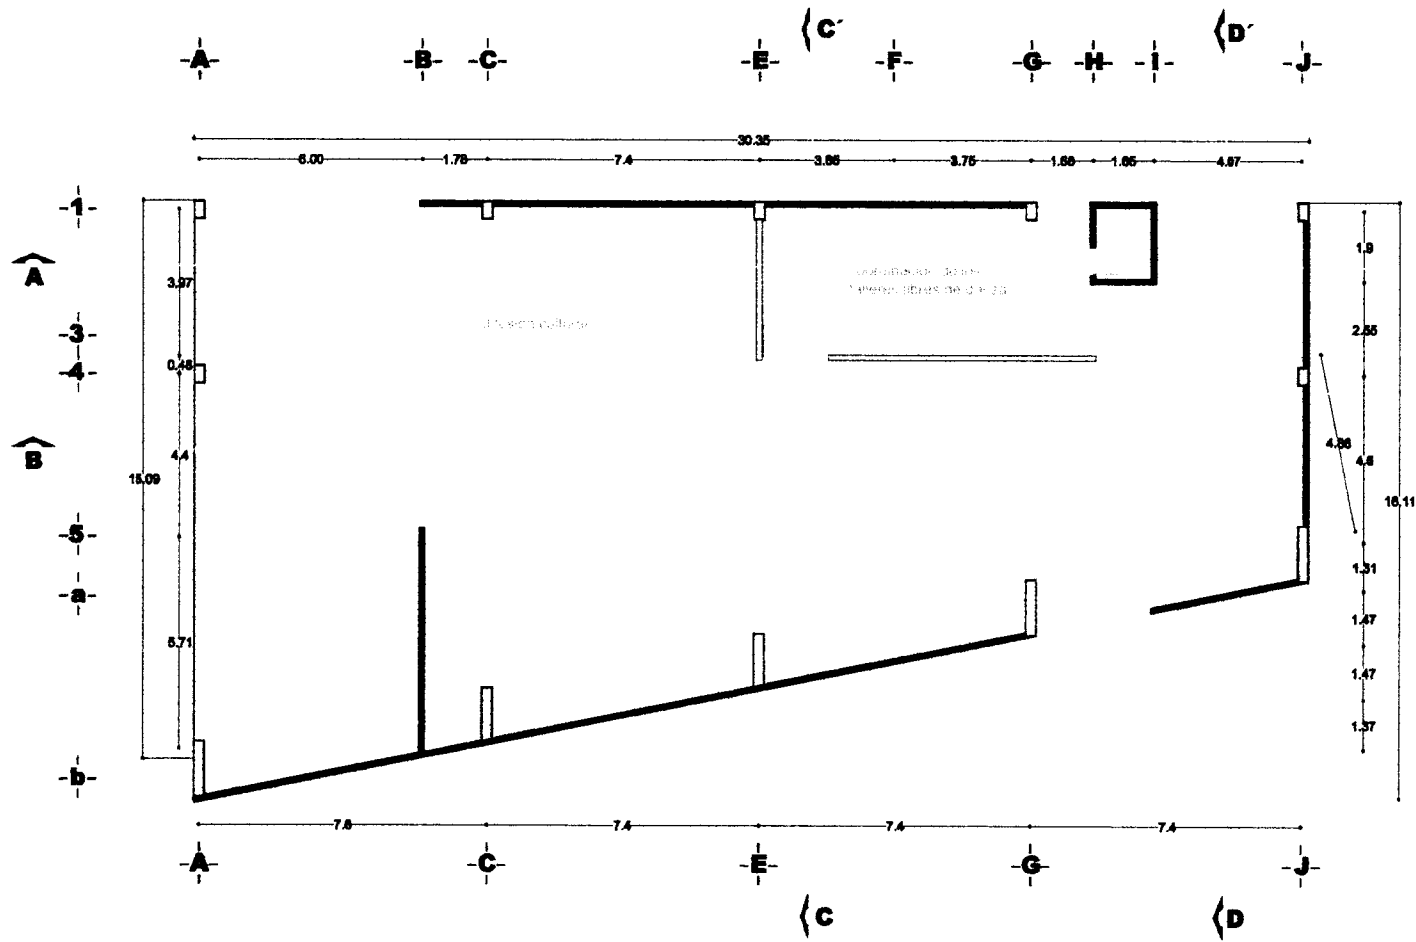 C´ D´
-A- -B- -C- -E- -F- -G- -H- -I- -J-
30.35
6.00 1.78 7.4 3.65 3.75 1.68 1.65 4.97
-1-
A
3.97
1.9
-3-
2.55
0.48
-4-
B
4.4
4.86
4.5
15.09
16.11
-5-
1.31
-a-
1.47
5.71
1.47
1.37
-b-
7.8 7.4 7.4 7.4
-A- -C- -E- -G- -J-
C D